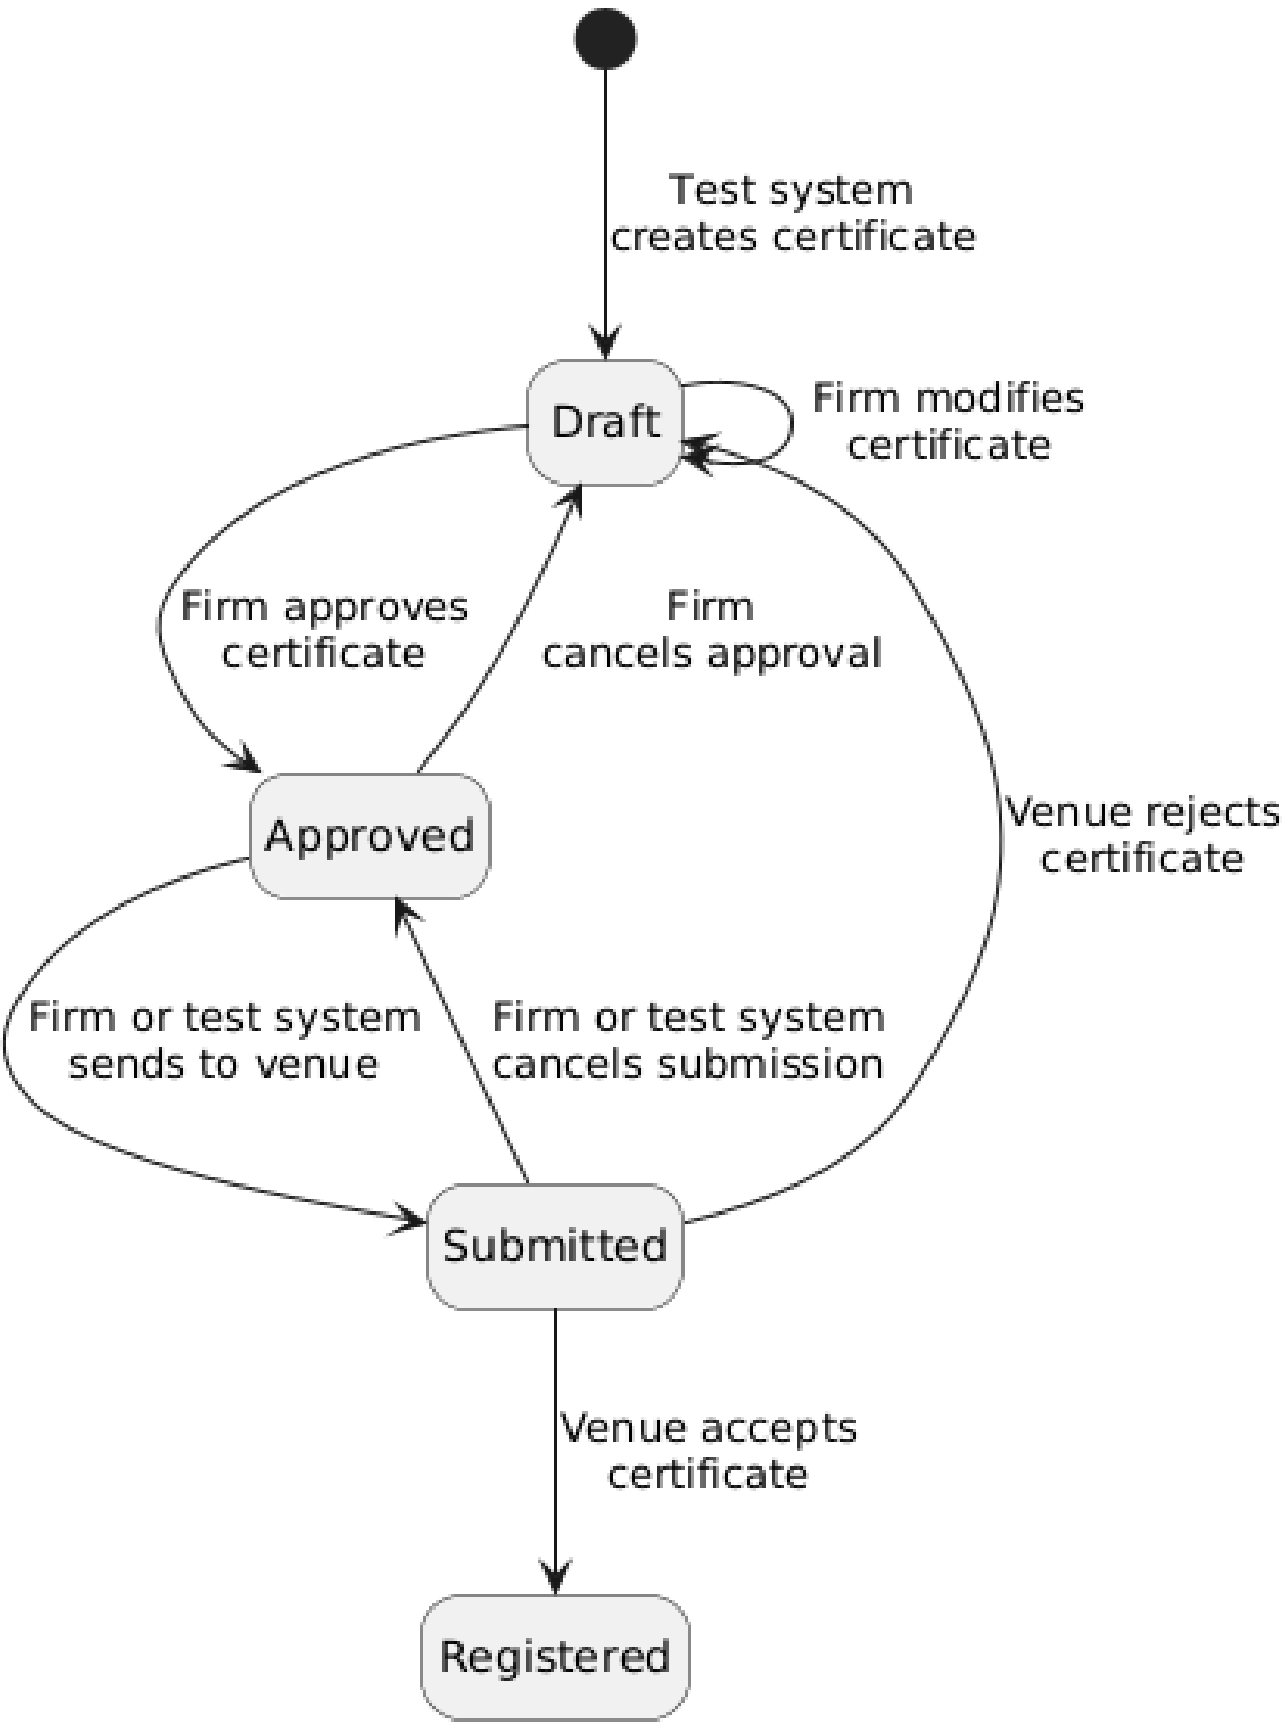 Test system
creates certificate
Draft
Firm modifies
certificate
Firm approves
certificate
Firm
cancels approval
Approved
Venue rejects
certificate
Firm or test system
sends to venue
Firm or test system
cancels submission
Submitted
Venue accepts
certificate
Registered